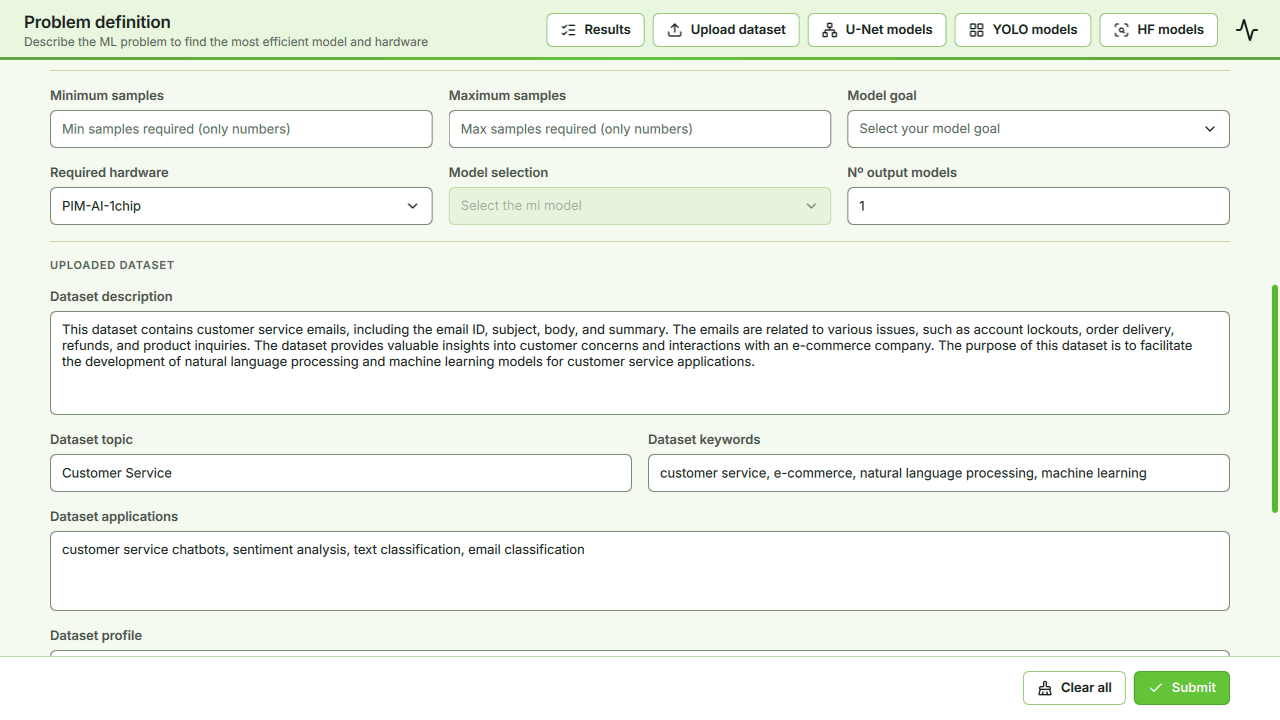 Problem definition
Describe the ML problem to find the most efficient model and hardware
Results
Upload dataset
U-Net models
YOLO models
HF models
Minimum samples
Maximum samples
Model goal
Min samples required (only numbers)
Max samples required (only numbers)
Select your model goal
Required hardware
Model selection
Nº output models
PIM-AI-1chip
Select the ml model
1
UPLOADED DATASET
Dataset description
This dataset contains customer service emails, including the email ID, subject, body, and summary. The emails are related to various issues, such as account lockouts, order delivery,
refunds, and product inquiries. The dataset provides valuable insights into customer concerns and interactions with an e-commerce company. The purpose of this dataset is to facilitate
the development of natural language processing and machine learning models for customer service applications.
Dataset topic
Dataset keywords
Customer Service
customer service, e-commerce, natural language processing, machine learning
Dataset applications
customer service chatbots, sentiment analysis, text classification, email classification
Dataset profile
Clear all
Submit